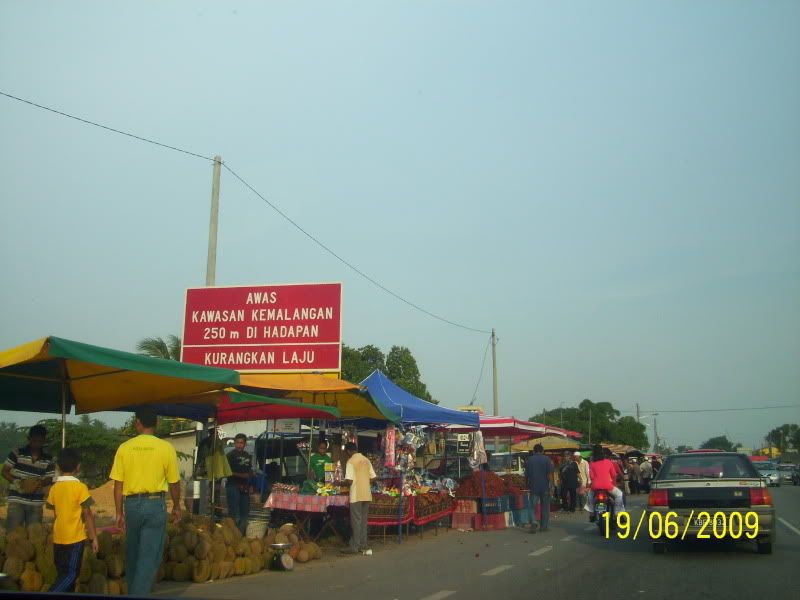 AWAS
KAWASAN KEMALANGAN
250 m DI HADAPAN
KURANGKAN LAJU
19/06/2009